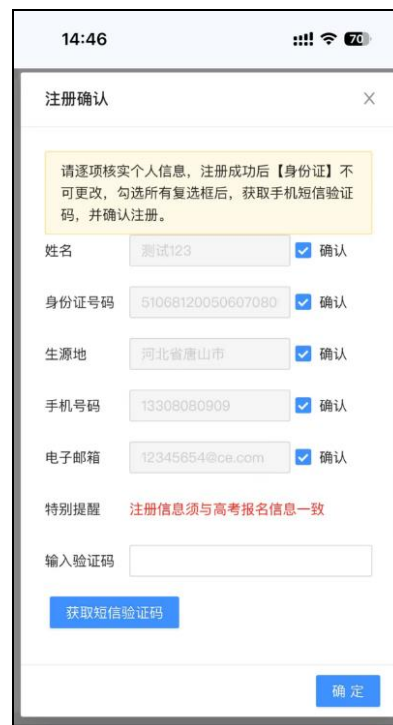 14:46
70
注册确认
请逐项核实个人信息，注册成功后【身份证】不
可更改，勾选所有复选框后，获取手机短信验证
码，并确认注册。
姓名 测试123 确认
身份证号码 51068120050607080 确认
生源地 河北省唐山市 确认
手机号码 13308080909 确认
电子邮箱 12345654@ce.com 确认
特别提醒 注册信息须与高考报名信息一致
输入验证码
获取短信验证码
确 定